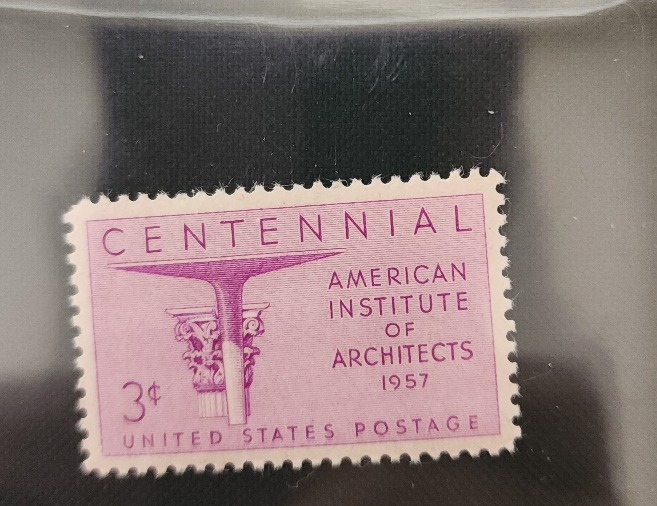 CENTENNIAL
AMERICAN
INSTITUTE
OF
ARCHITECTS
1957
3¢
UNITED STATES POSTAGE